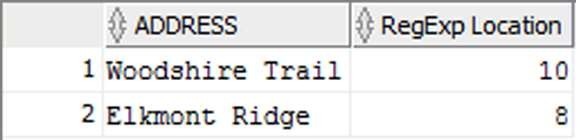 ADDRESS RegExp Location
1 Woodshire Trail 10
2 Elkmont Ridge 8